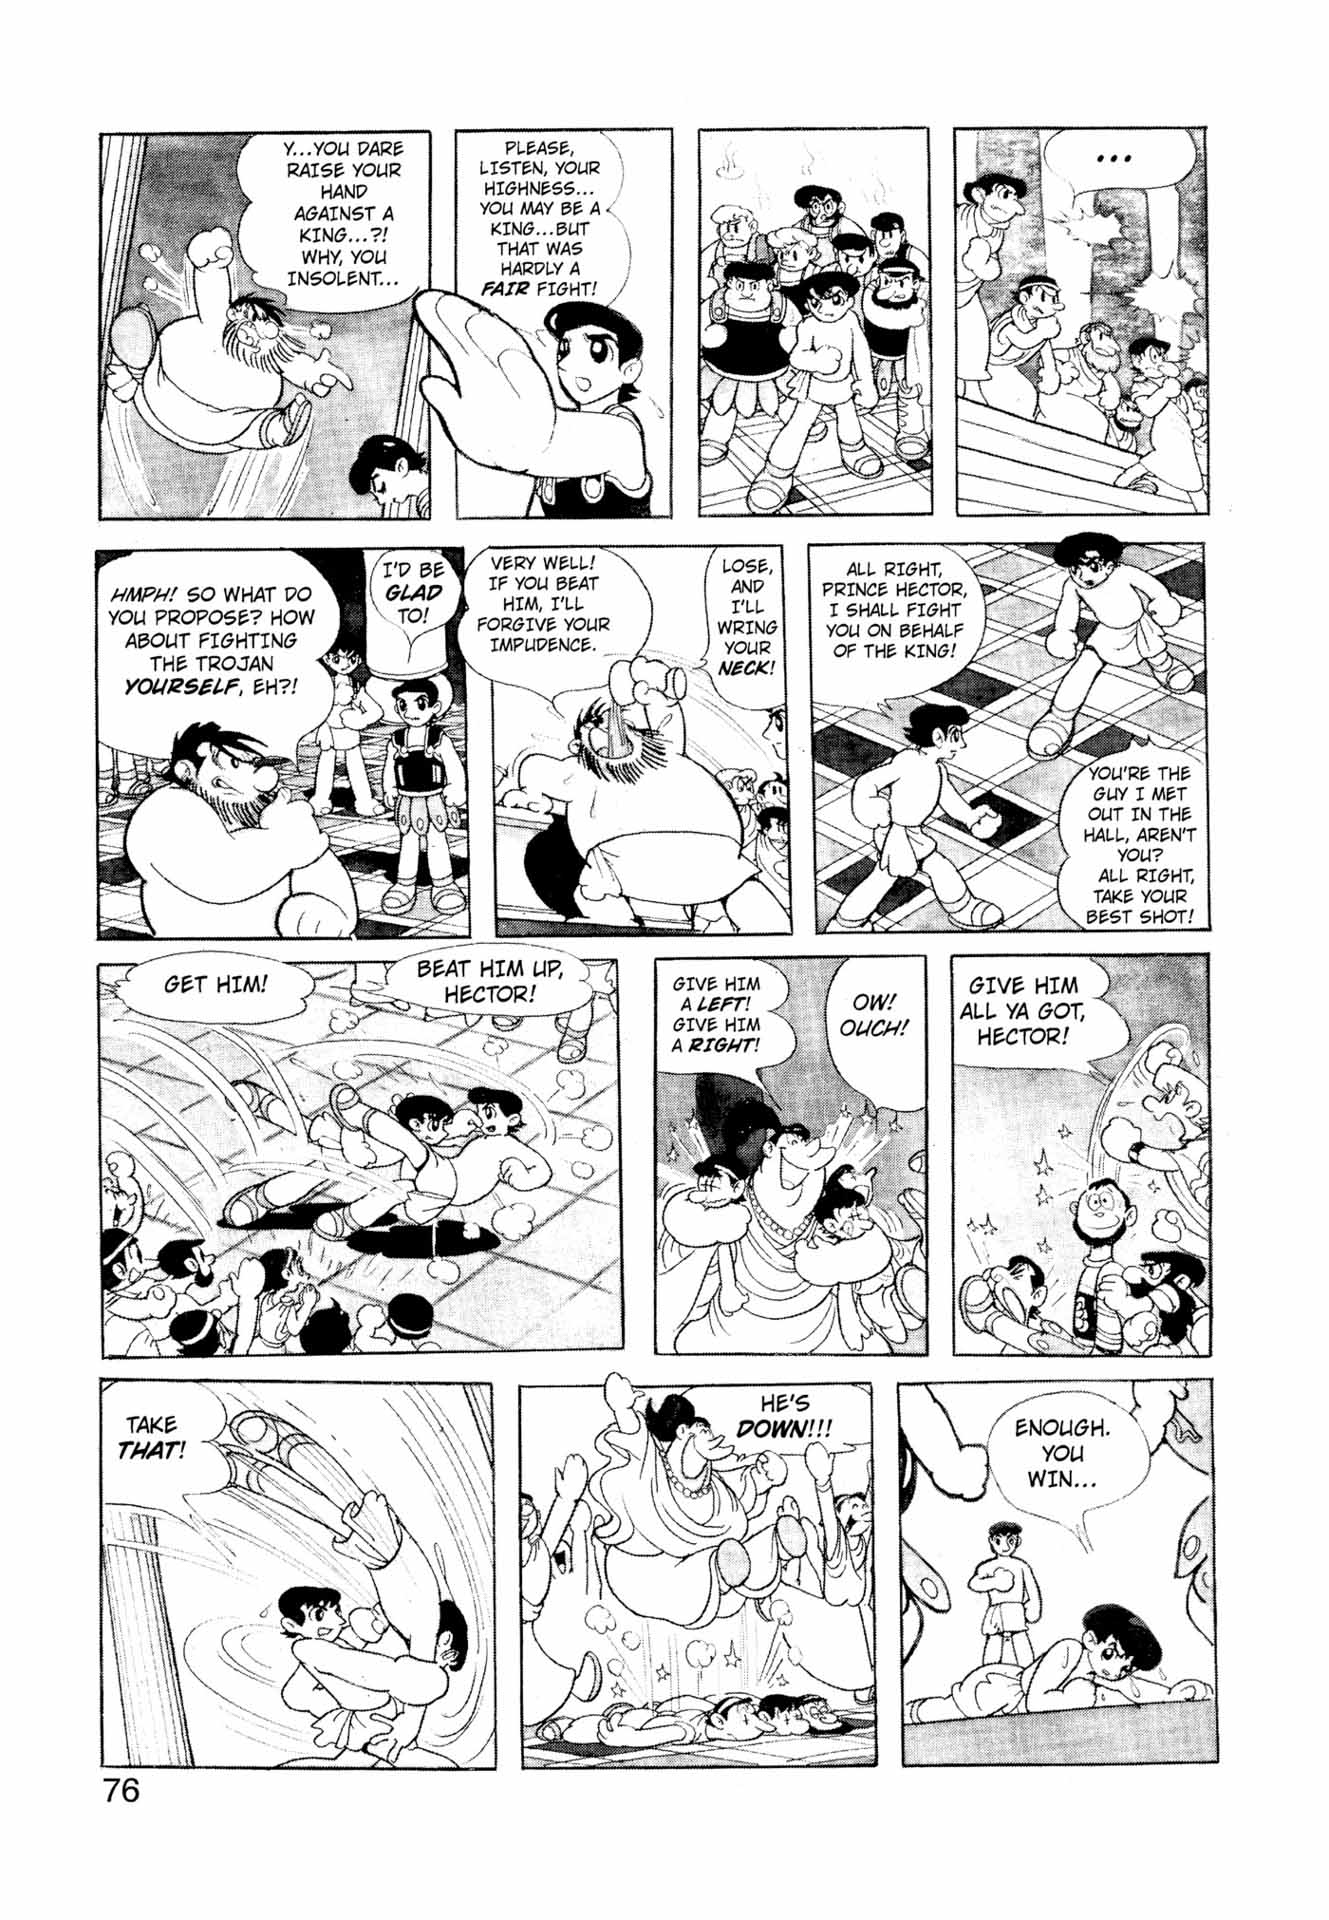 Y...YOU DARE
RAISE YOUR
HAND
AGAINST A
KING...?!
WHY, YOU
INSOLENT...
PLEASE,
LISTEN, YOUR
HIGHNESS...
YOU MAY BE A
KING...BUT
THAT WAS
HARDLY A
FAIR FIGHT!
...
HMPH! SO WHAT DO
YOU PROPOSE? HOW
ABOUT FIGHTING
THE TROJAN
YOURSELF, EH?!
I'D BE
GLAD
TO!
VERY WELL!
IF YOU BEAT
HIM, I'LL
FORGIVE YOUR
IMPUDENCE.
LOSE,
AND
I'LL
WRING
YOUR
NECK!
ALL RIGHT,
PRINCE HECTOR,
I SHALL FIGHT
YOU ON BEHALF
OF THE KING!
YOU'RE THE
GUY I MET
OUT IN THE
HALL, AREN'T
YOU?
ALL RIGHT,
TAKE YOUR
BEST SHOT!
GET HIM!
BEAT HIM UP,
HECTOR!
GIVE HIM
A LEFT!
GIVE HIM
A RIGHT!
OW!
OUCH!
GIVE HIM
ALL YA GOT,
HECTOR!
TAKE
THAT!
HE'S
DOWN!!!
ENOUGH.
YOU
WIN...
76